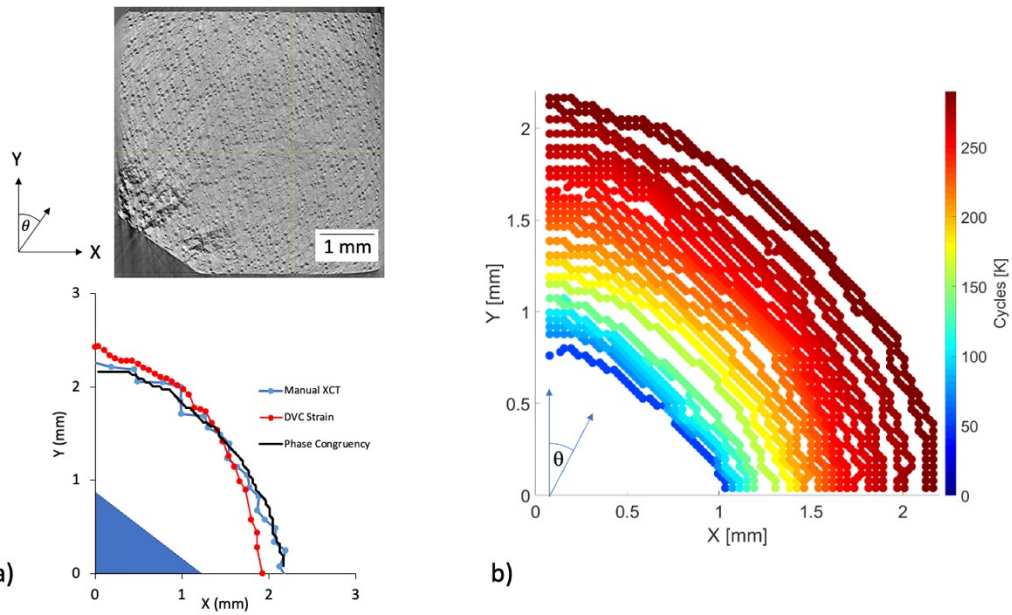 Y
θ
X
1 mm
3
2
1
0
Y (mm)
0
1
2
3
X (mm)
Manual XCT
DVC Strain
Phase Congruency
a)
2
1.5
1
0.5
0
Y [mm]
θ
0
0.5
1
1.5
2
X [mm]
250
200
150
100
50
0
Cycles [K]
b)